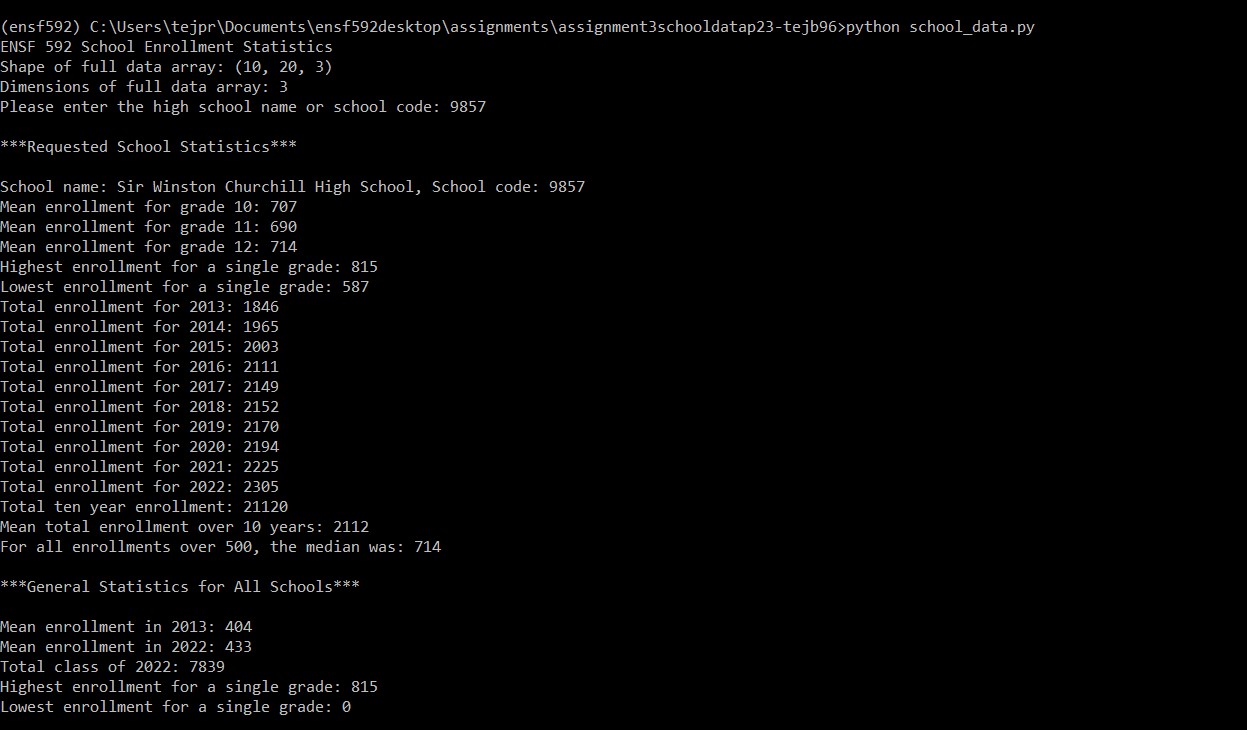 (ensf592) C:\Users\tejpr\Documents\ensf592desktop\assignments\assignment3schooldatap23-tejb96>python school_data.py
ENSF 592 School Enrollment Statistics
Shape of full data array: (10, 20, 3)
Dimensions of full data array: 3
Please enter the high school name or school code: 9857
***Requested School Statistics***
School name: Sir Winston Churchill High School, School code: 9857
Mean enrollment for grade 10: 707
Mean enrollment for grade 11: 690
Mean enrollment for grade 12: 714
Highest enrollment for a single grade: 815
Lowest enrollment for a single grade: 587
Total enrollment for 2013: 1846
Total enrollment for 2014: 1965
Total enrollment for 2015: 2003
Total enrollment for 2016: 2111
Total enrollment for 2017: 2149
Total enrollment for 2018: 2152
Total enrollment for 2019: 2170
Total enrollment for 2020: 2194
Total enrollment for 2021: 2225
Total enrollment for 2022: 2305
Total ten year enrollment: 21120
Mean total enrollment over 10 years: 2112
For all enrollments over 500, the median was: 714
***General Statistics for All Schools***
Mean enrollment in 2013: 404
Mean enrollment in 2022: 433
Total class of 2022: 7839
Highest enrollment for a single grade: 815
Lowest enrollment for a single grade: 0